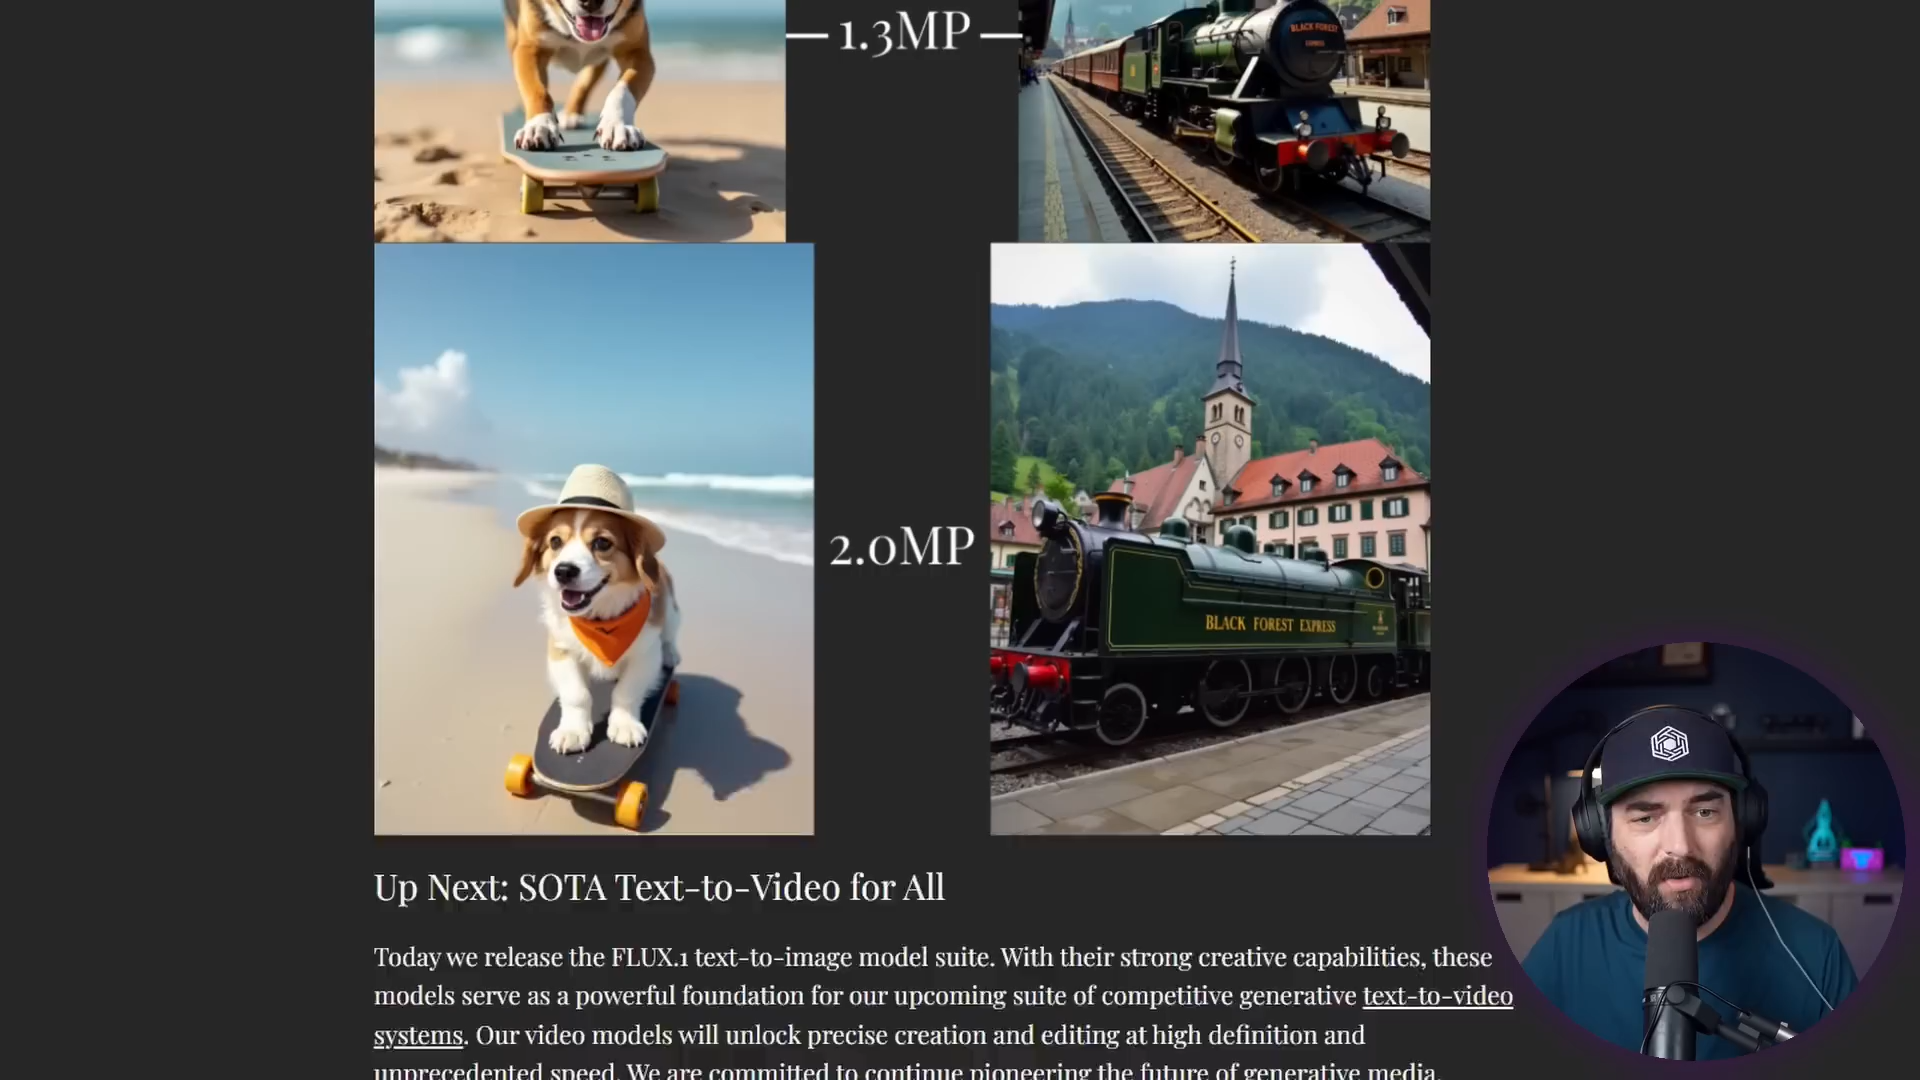 1.3MP
BLACK FOREST
EXPRESS
2.0MP
BLACK FOREST EXPRESS
Up Next: SOTA Text-to-Video for All
Today we release the FLUX.1 text-to-image model suite. With their strong creative capabilities, these
models serve as a powerful foundation for our upcoming suite of competitive generative text-to-video
systems. Our video models will unlock precise creation and editing at high definition and
unprecedented speed. We are committed to continue pioneering the future of generative media.